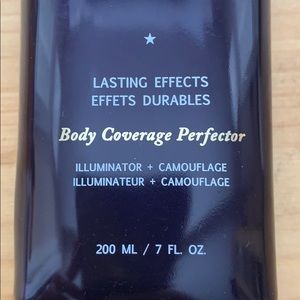 LASTING EFFECTS
EFFETS DURABLES
Body Coverage Perfector
ILLUMINATOR + CAMOUFLAGE
ILLUMINATEUR + CAMOUFLAGE
200 ML / 7 FL. OZ.